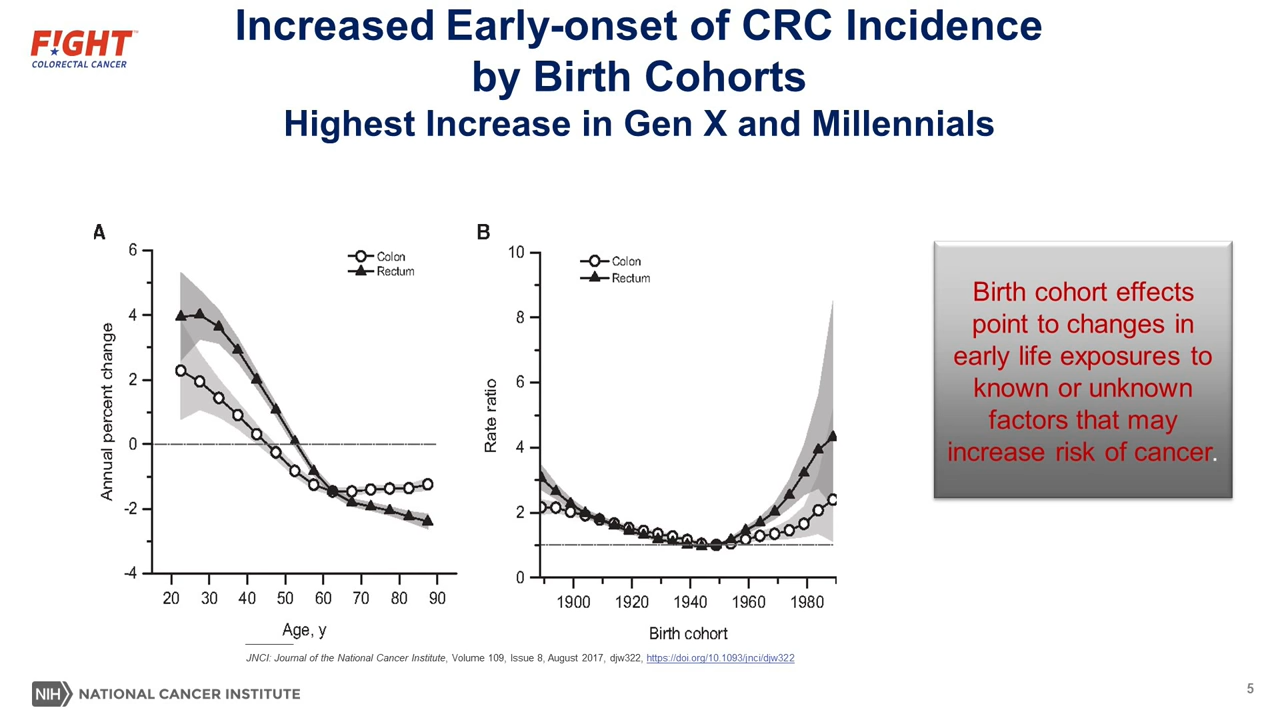 F!GHT™
COLORECTAL CANCER
Increased Early-onset of CRC Incidence
by Birth Cohorts
Highest Increase in Gen X and Millennials
A
Colon
Rectum
Annual percent change
6
4
2
0
-2
-4
20 30 40 50 60 70 80 90
Age, y
B
Colon
Rectum
Rate ratio
10
8
6
4
2
0
1900 1920 1940 1960 1980
Birth cohort
Birth cohort effects
point to changes in
early life exposures to
known or unknown
factors that may
increase risk of cancer.
JNCI: Journal of the National Cancer Institute, Volume 109, Issue 8, August 2017, djw322, https://doi.org/10.1093/jnci/djw322
NIH NATIONAL CANCER INSTITUTE
5